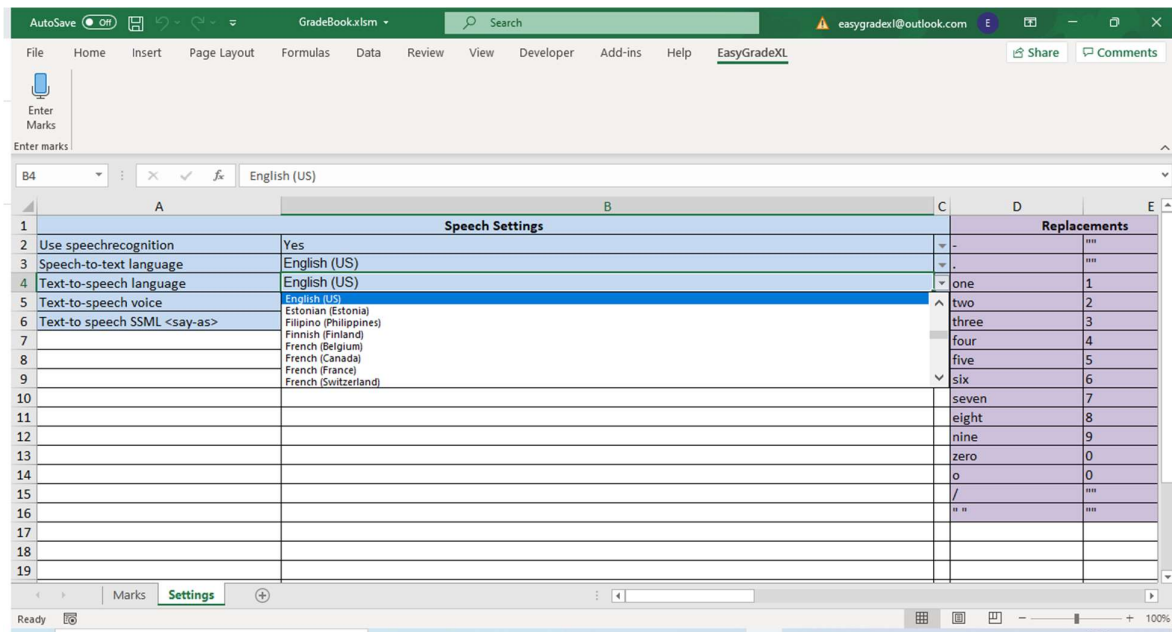 AutoSave Off GradeBook.xlsm Search easygradexl@outlook.com E
File Home Insert Page Layout Formulas Data Review View Developer Add-ins Help EasyGradeXL Share Comments
Enter
Marks
Enter marks
B4 fx English (US)
A B C D E
1 Speech Settings Replacements
2 Use speechrecognition Yes - ""
3 Speech-to-text language English (US) . ""
4 Text-to-speech language English (US) one 1
5 Text-to-speech voice English (US) two 2
Estonian (Estonia)
6 Text-to speech SSML <say-as> Filipino (Philippines) three 3
Finnish (Finland)
7 French (Belgium) four 4
8 French (Canada) five 5
French (France)
9 French (Switzerland) six 6
10 seven 7
11 eight 8
12 nine 9
13 zero 0
14 o 0
15 / ""
16 " " ""
17
18
19
Marks Settings
Ready 100%